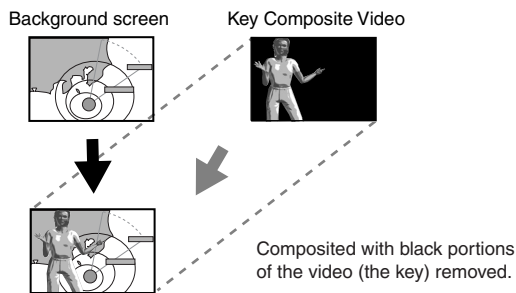 Background screen
Key Composite Video
Composited with black portions
of the video (the key) removed.